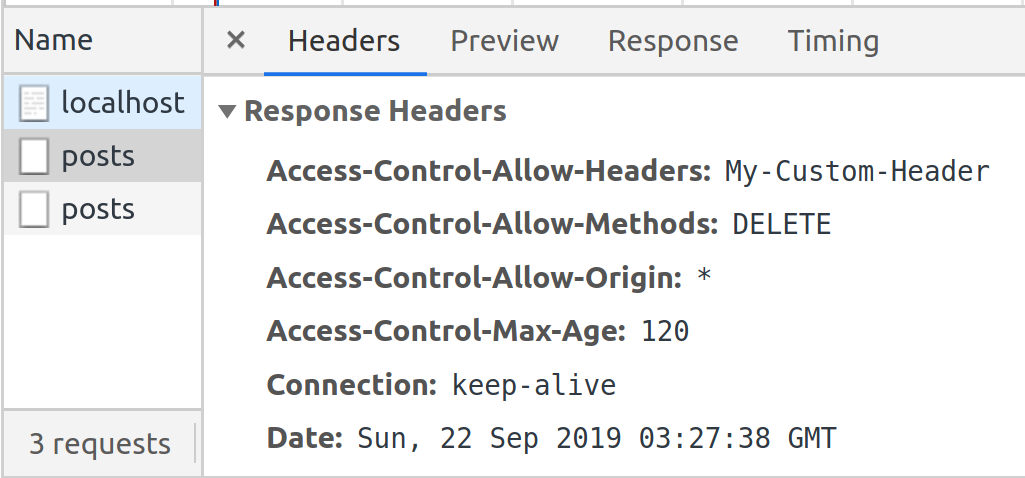 Name
× Headers Preview Response Timing
localhost
posts
posts
3 requests
▼ Response Headers
Access-Control-Allow-Headers: My-Custom-Header
Access-Control-Allow-Methods: DELETE
Access-Control-Allow-Origin: *
Access-Control-Max-Age: 120
Connection: keep-alive
Date: Sun, 22 Sep 2019 03:27:38 GMT